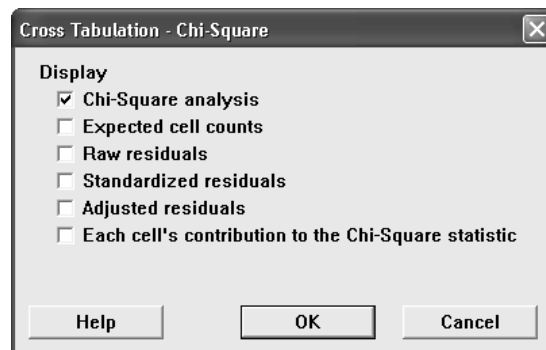 Cross Tabulation - Chi-Square
Display
Chi-Square analysis
Expected cell counts
Raw residuals
Standardized residuals
Adjusted residuals
Each cell's contribution to the Chi-Square statistic
Help OK Cancel